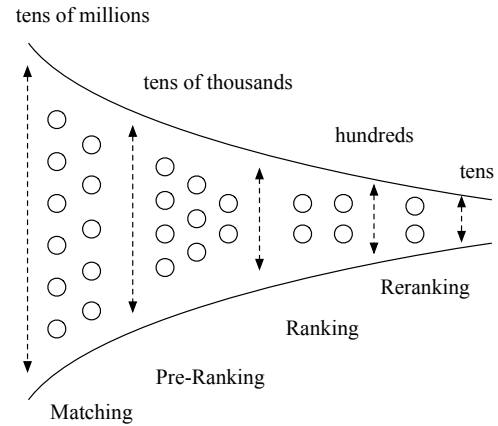 tens of millions
tens of thousands
hundreds
tens
Reranking
Ranking
Pre-Ranking
Matching